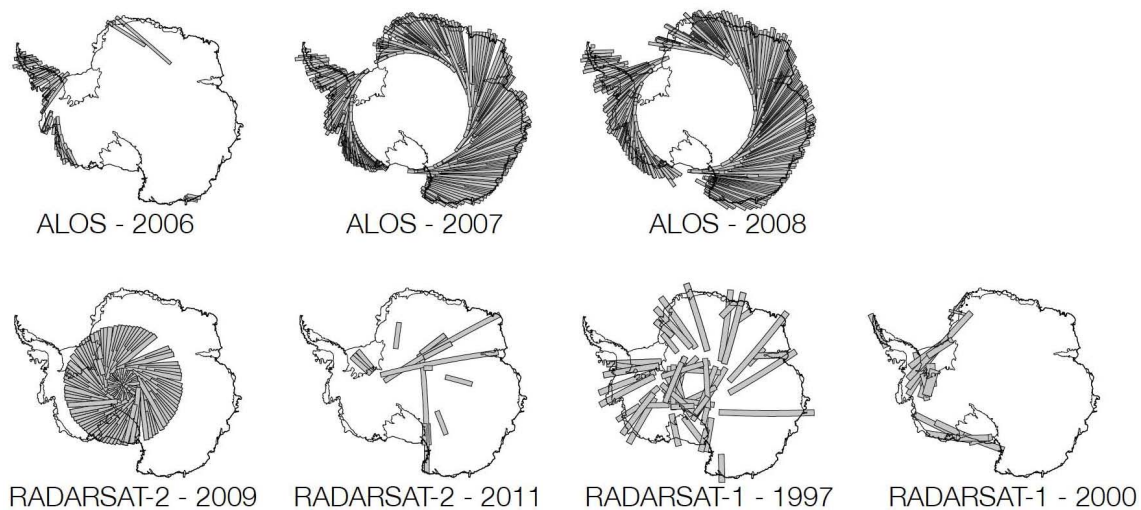 ALOS - 2006
ALOS - 2007
ALOS - 2008
RADARSAT-2 - 2009
RADARSAT-2 - 2011
RADARSAT-1 - 1997
RADARSAT-1 - 2000